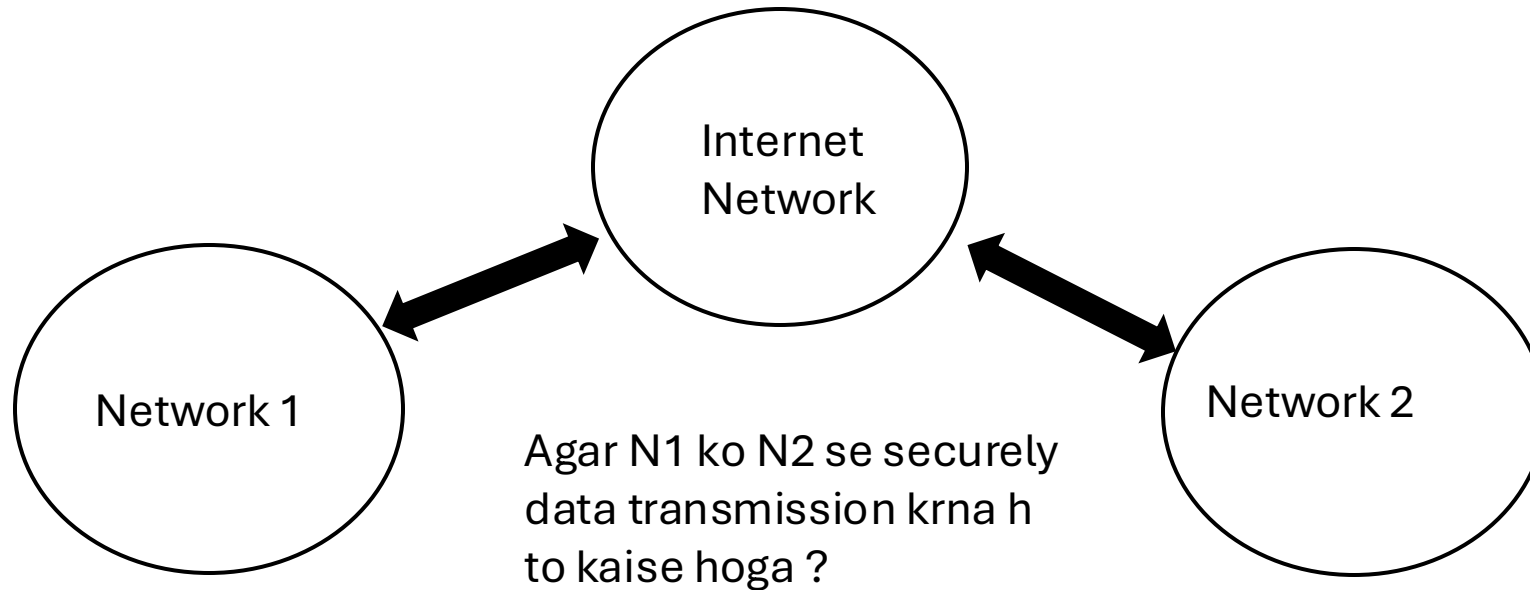 Internet
Network
Network 1
Network 2
Agar N1 ko N2 se securely
data transmission krna h
to kaise hoga ?